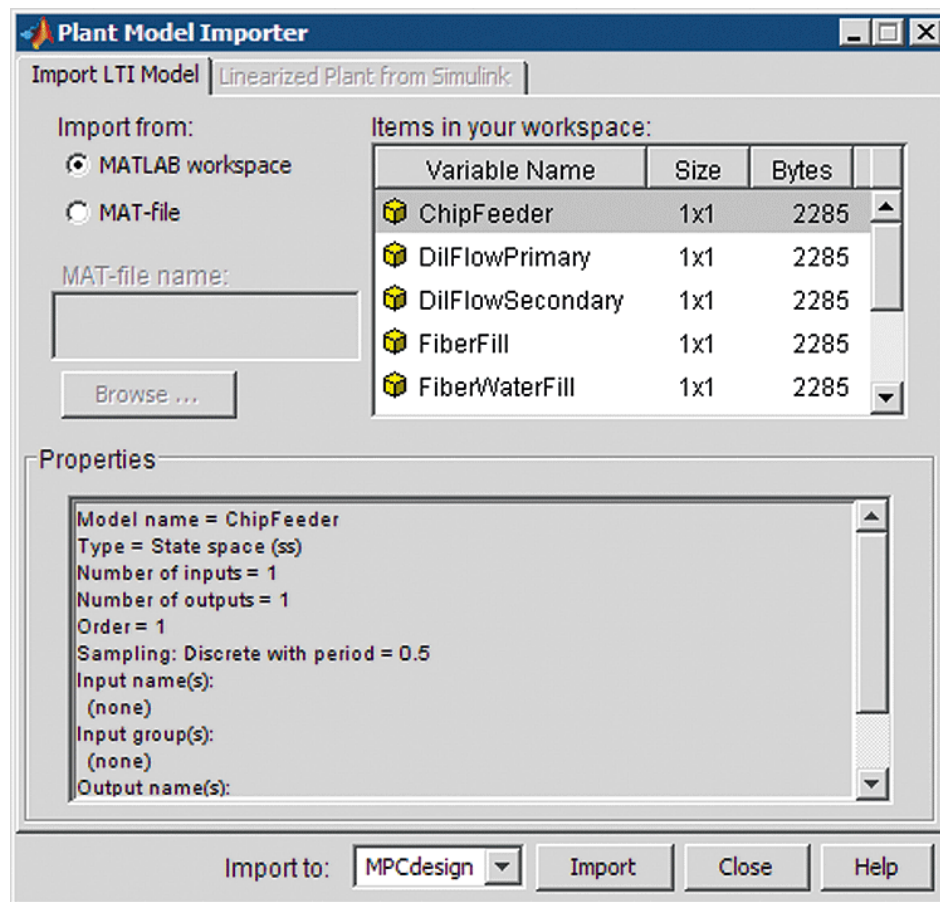 Plant Model Importer
Import LTI Model Linearized Plant from Simulink
Import from:
MATLAB workspace
MAT-file
MAT-file name:
Browse ...
Items in your workspace:
Variable Name Size Bytes
ChipFeeder 1x1 2285
DilFlowPrimary 1x1 2285
DilFlowSecondary 1x1 2285
FiberFill 1x1 2285
FiberWaterFill 1x1 2285
Properties
Model name = ChipFeeder
Type = State space (ss)
Number of inputs = 1
Number of outputs = 1
Order = 1
Sampling: Discrete with period = 0.5
Input name(s):
(none)
Input group(s):
(none)
Output name(s):
Import to: MPCdesign Import Close Help